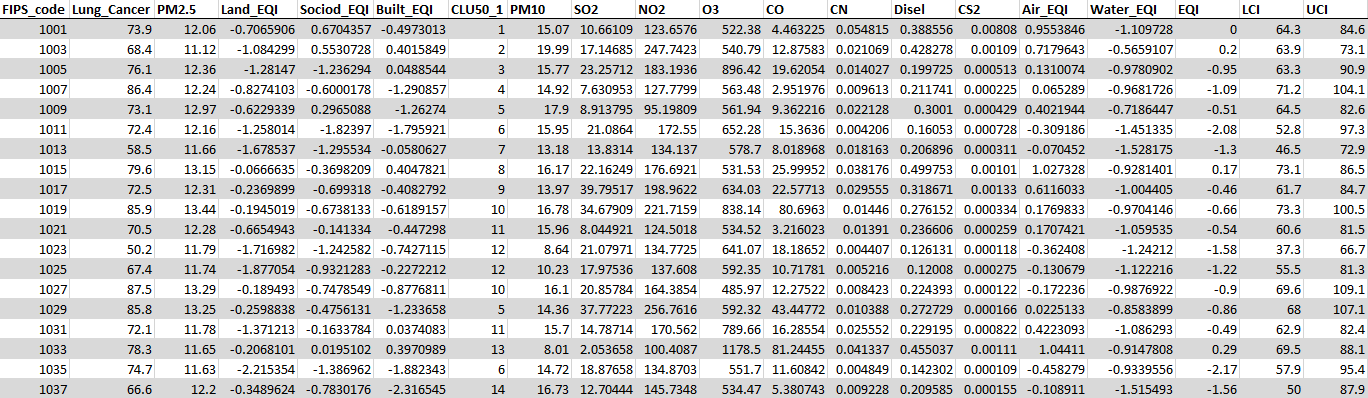 FIPS_code Lung_Cancer PM2.5 Land_EQI Sociod_EQI Built_EQI CLU50_1 PM10 SO2 NO2 O3 CO CN Disel CS2 Air_EQI Water_EQI EQI LCI UCI
1001 73.9 12.06 -0.7065906 0.6704357 -0.4973013 1 15.07 10.66109 123.6576 522.38 4.463225 0.054815 0.388556 0.00808 0.9553846 -1.109728 0 64.3 84.6
1003 68.4 11.12 -1.084299 0.5530728 0.4015849 2 19.99 17.14685 247.7423 540.79 12.87583 0.021069 0.428278 0.00109 0.7179643 -0.5659107 0.2 63.9 73.1
1005 76.1 12.36 -1.28147 -1.236294 0.0488544 3 15.77 23.25712 183.1936 896.42 19.62054 0.014027 0.199725 0.000513 0.1310074 -0.9780902 -0.95 63.3 90.9
1007 86.4 12.24 -0.8274103 -0.6000178 -1.290857 4 14.92 7.630953 127.7799 563.48 2.951976 0.009613 0.211741 0.000225 0.065289 -0.9681726 -1.09 71.2 104.1
1009 73.1 12.97 -0.6229339 0.2965088 -1.26274 5 17.9 8.913795 95.19809 561.94 9.362216 0.022128 0.3001 0.000429 0.4021944 -0.7186447 -0.51 64.5 82.6
1011 72.4 12.16 -1.258014 -1.82397 -1.795921 6 15.95 21.0864 172.55 652.28 15.3636 0.004206 0.16053 0.000728 -0.309186 -1.451335 -2.08 52.8 97.3
1013 58.5 11.66 -1.678537 -1.295534 -0.0580627 7 13.18 13.8314 134.137 578.7 8.018968 0.018163 0.206896 0.000311 -0.070452 -1.528175 -1.3 46.5 72.9
1015 79.6 13.15 -0.0666635 -0.3698209 0.4047821 8 16.17 22.16249 176.6921 531.53 25.99952 0.038176 0.499753 0.00101 1.027328 -0.9281401 0.17 73.1 86.5
1017 72.5 12.31 -0.2369899 -0.699318 -0.4082792 9 13.97 39.79517 198.9622 634.03 22.57713 0.029555 0.318671 0.00133 0.6116033 -1.004405 -0.46 61.7 84.7
1019 85.9 13.44 -0.1945019 -0.6738133 -0.6189157 10 16.78 34.67909 221.7159 838.14 80.6963 0.01446 0.276152 0.000334 0.1769833 -0.9704146 -0.66 73.3 100.5
1021 70.5 12.28 -0.6654943 -0.141334 -0.447298 11 15.96 8.044921 124.5018 534.52 3.216023 0.01391 0.236606 0.000259 0.1707421 -1.059535 -0.54 60.6 81.5
1023 50.2 11.79 -1.716982 -1.242582 -0.7427115 12 8.64 21.07971 134.7725 641.07 18.18652 0.004407 0.126131 0.000118 -0.362408 -1.24212 -1.58 37.3 66.7
1025 67.4 11.74 -1.877054 -0.9321283 -0.2272212 12 10.23 17.97536 137.608 592.35 10.71781 0.005216 0.12008 0.000275 -0.130679 -1.122216 -1.22 55.5 81.3
1027 87.5 13.29 -0.189493 -0.7478549 -0.8776811 10 16.1 20.85784 164.3854 485.97 12.27522 0.008423 0.224393 0.000122 -0.172236 -0.9876922 -0.9 69.6 109.1
1029 85.8 13.25 -0.2598838 -0.4756131 -1.233658 5 14.36 37.77223 256.7616 592.32 43.44772 0.010388 0.272729 0.000166 0.0225133 -0.8583899 -0.86 68 107.1
1031 72.1 11.78 -1.371213 -0.1633784 0.0374083 11 15.7 14.78714 170.562 789.66 16.28554 0.025552 0.229195 0.000822 0.4223093 -1.086293 -0.49 62.9 82.4
1033 78.3 11.65 -0.2068101 0.0195102 0.3970989 13 8.01 2.053658 100.4087 1178.5 81.24455 0.041337 0.455037 0.00111 1.04411 -0.9147808 0.29 69.5 88.1
1035 74.7 11.63 -2.215354 -1.386962 -1.882343 6 14.72 18.87658 134.8703 551.7 11.60842 0.004849 0.142302 0.000109 -0.458279 -0.9339556 -2.17 57.9 95.4
1037 66.6 12.2 -0.3489624 -0.7830176 -2.316545 14 16.73 12.70444 145.7348 534.47 5.380743 0.009228 0.209585 0.000155 -0.108911 -1.515493 -1.56 50 87.9